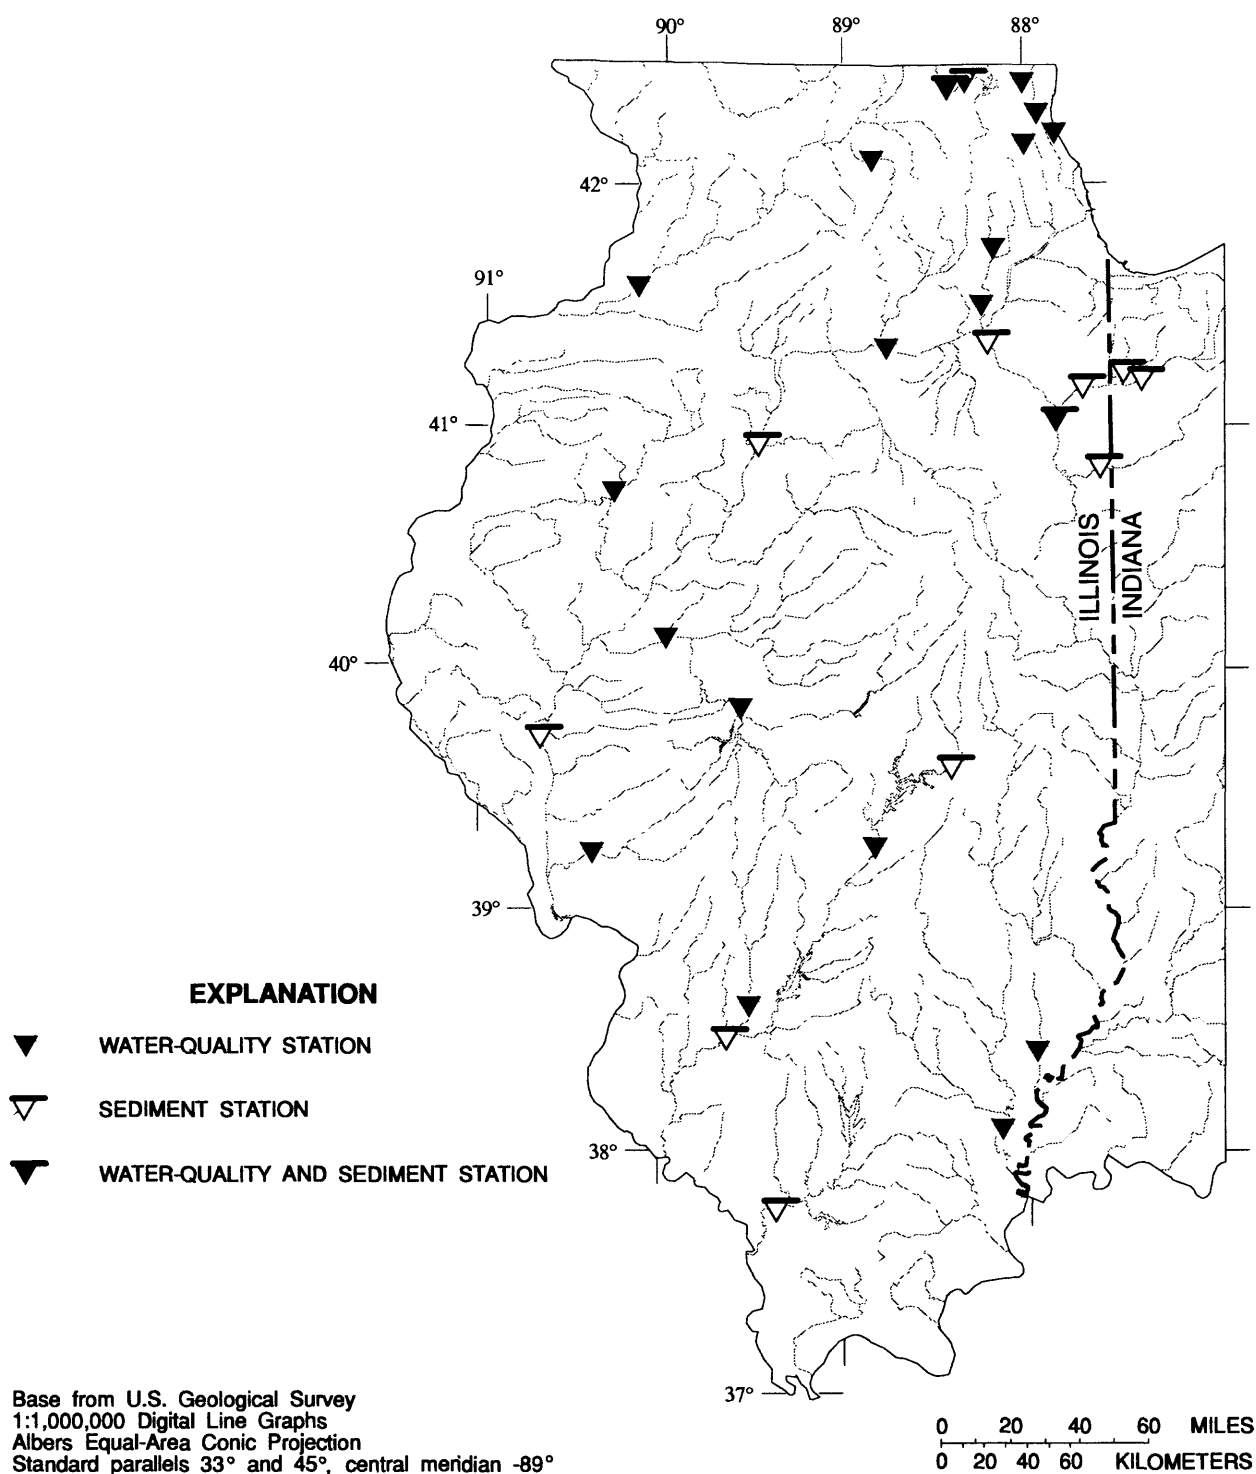 90° 89° 88°
42°
91°
41°
ILLINOIS
INDIANA
40°
39°
EXPLANATION
WATER-QUALITY STATION
SEDIMENT STATION
WATER-QUALITY AND SEDIMENT STATION
38°
37°
Base from U.S. Geological Survey
1:1,000,000 Digital Line Graphs
Albers Equal-Area Conic Projection
Standard parallels 33° and 45°, central meridian -89°
0 20 40 60 MILES
0 20 40 60 KILOMETERS